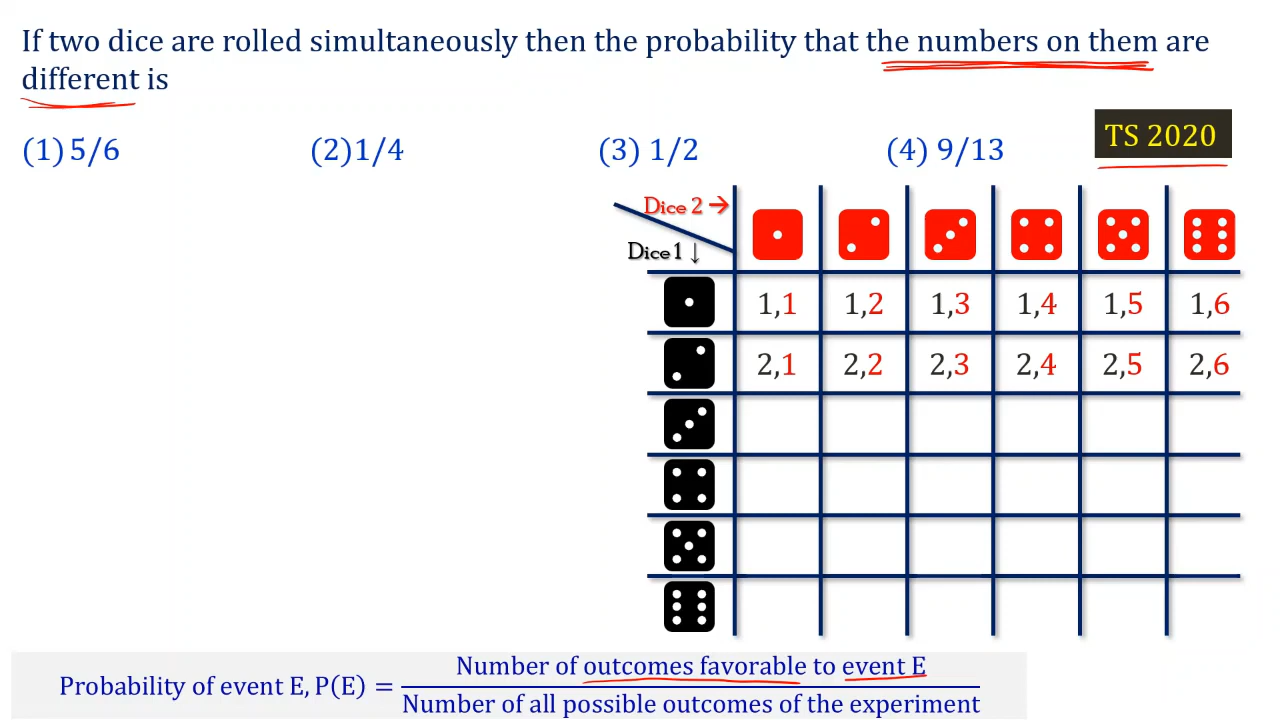 If two dice are rolled simultaneously then the probability that the numbers on them are
different is
(1) 5/6 (2)1/4 (3) 1/2 (4) 9/13
TS 2020
Dice 2 →
Dice 1 ↓
1,1 1,2 1,3 1,4 1,5 1,6
2,1 2,2 2,3 2,4 2,5 2,6
Number of outcomes favorable to event E
Probability of event E, P(E) =
Number of all possible outcomes of the experiment